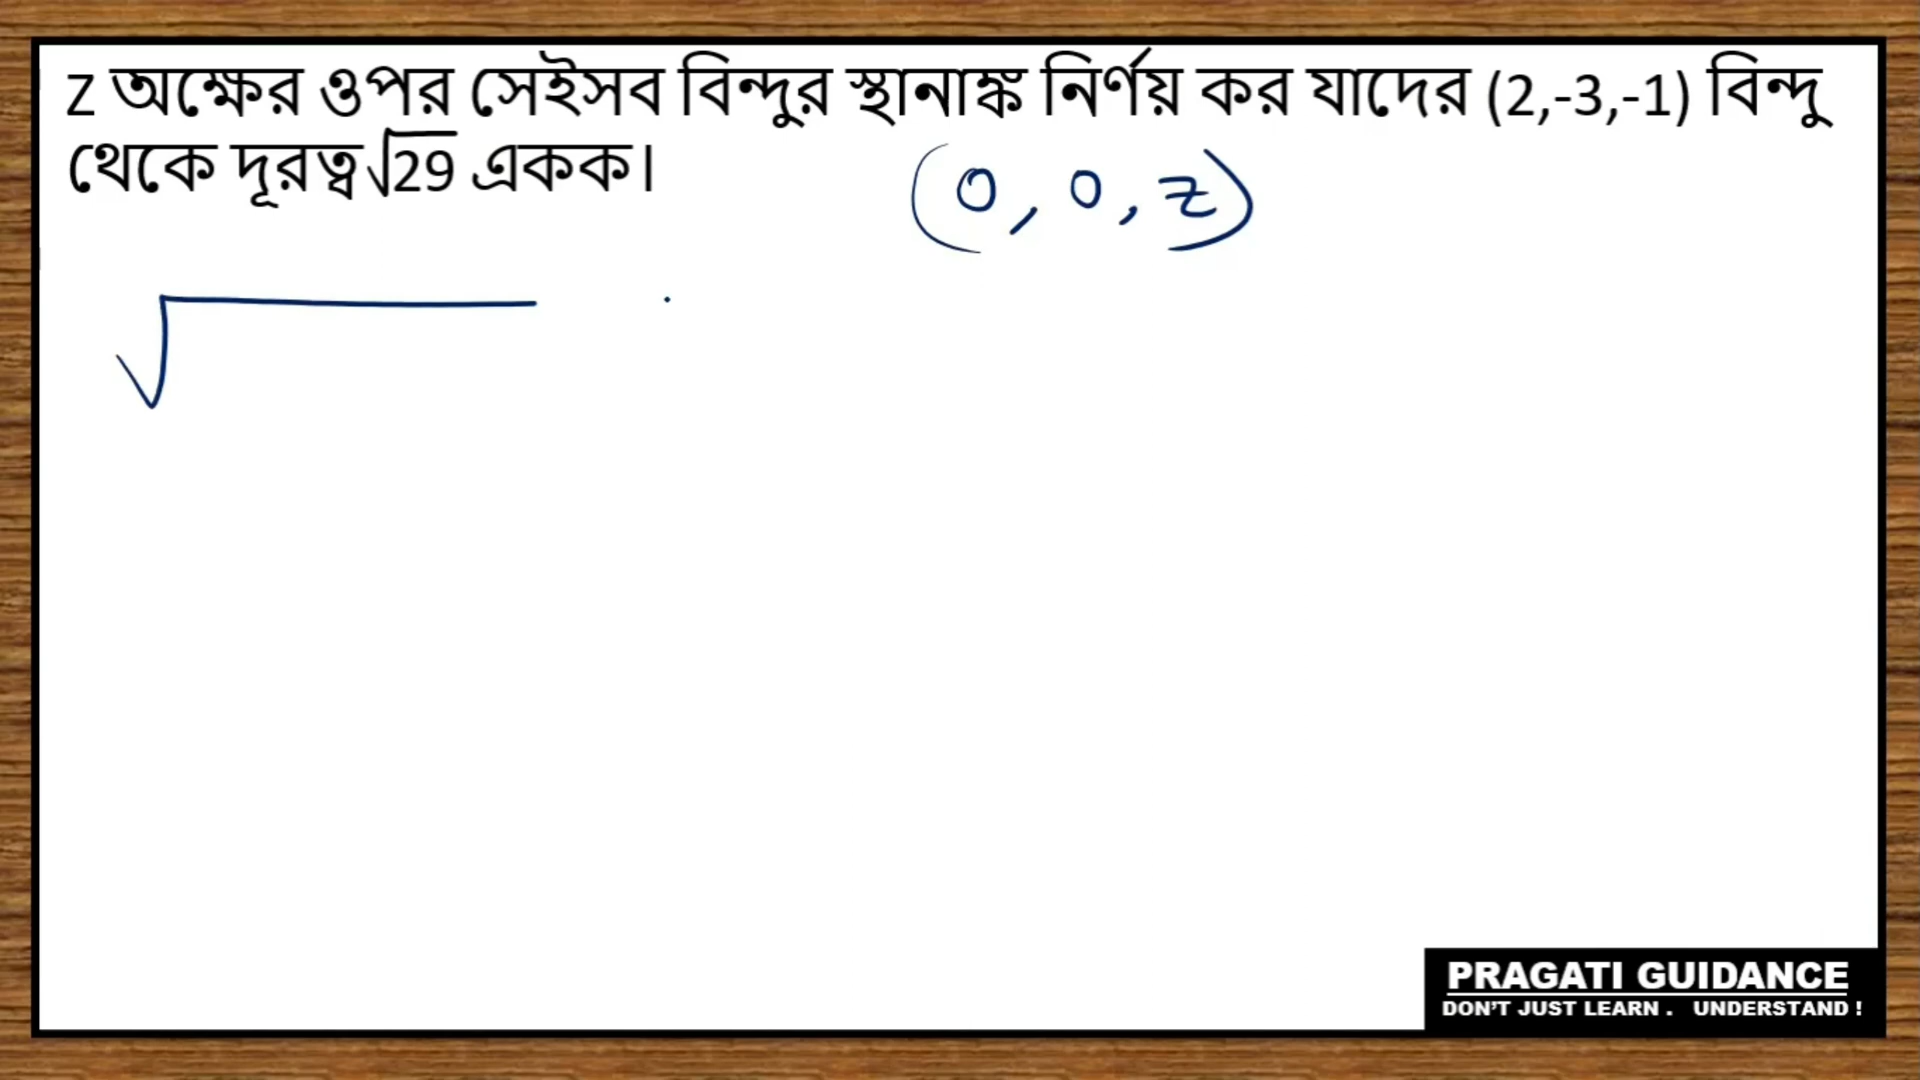 Z অক্ষের ওপর সেইসব বিন্দুর স্থানাঙ্ক নির্ণয় কর যাদের (2,-3,-1) বিন্দু
থেকে দূরত্ব √29 একক।
(0, 0, z)
√
PRAGATI GUIDANCE
DON'T JUST LEARN . UNDERSTAND !